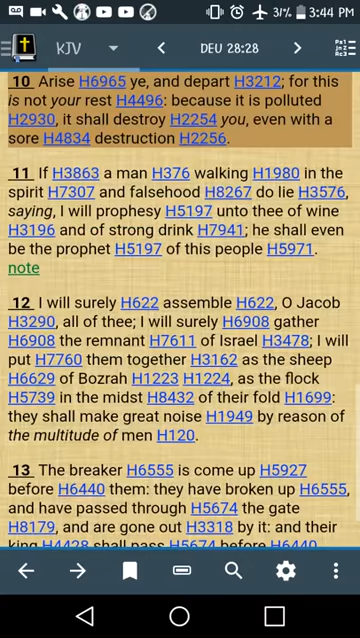 31% 3:44 PM
KJV DEU 28:28
10 Arise H6965 ye, and depart H3212; for this
is not your rest H4496: because it is polluted
H2930, it shall destroy H2254 you, even with a
sore H4834 destruction H2256.
11 If H3863 a man H376 walking H1980 in the
spirit H7307 and falsehood H8267 do lie H3576,
saying, I will prophesy H5197 unto thee of wine
H3196 and of strong drink H7941; he shall even
be the prophet H5197 of this people H5971.
note
12 I will surely H622 assemble H622, O Jacob
H3290, all of thee; I will surely H6908 gather
H6908 the remnant H7611 of Israel H3478; I will
put H7760 them together H3162 as the sheep
H6629 of Bozrah H1223 H1224, as the flock
H5739 in the midst H8432 of their fold H1699:
they shall make great noise H1949 by reason of
the multitude of men H120.
13 The breaker H6555 is come up H5927
before H6440 them: they have broken up H6555,
and have passed through H5674 the gate
H8179, and are gone out H3318 by it: and their
king H4428 shall pass H5674 before H6440